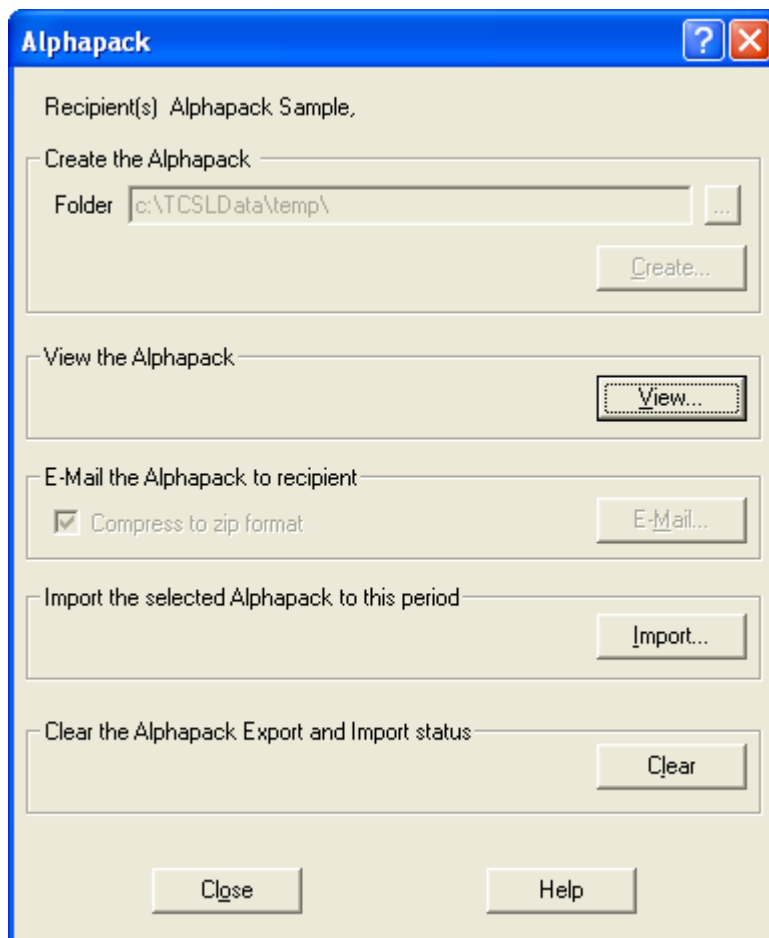 Alphapack
Recipient(s) Alphapack Sample,
Create the Alphapack
Folder c:\TCSLData\temp\ ...
Create...
View the Alphapack
View...
E-Mail the Alphapack to recipient
Compress to zip format E-Mail...
Import the selected Alphapack to this period
Import...
Clear the Alphapack Export and Import status
Clear
Close Help